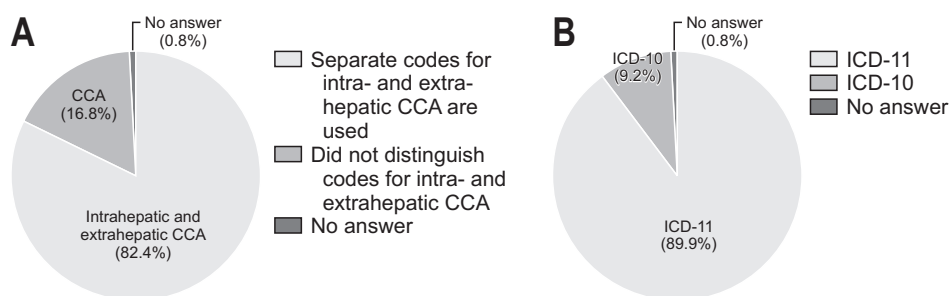 A
No answer
(0.8%)
CCA
(16.8%)
Intrahepatic and
extrahepatic CCA
(82.4%)
Separate codes for
intra- and extra-
hepatic CCA are
used
Did not distinguish
codes for intra- and
extrahepatic CCA
No answer
B
No answer
(0.8%)
ICD-10
(9.2%)
ICD-11
(89.9%)
ICD-11
ICD-10
No answer